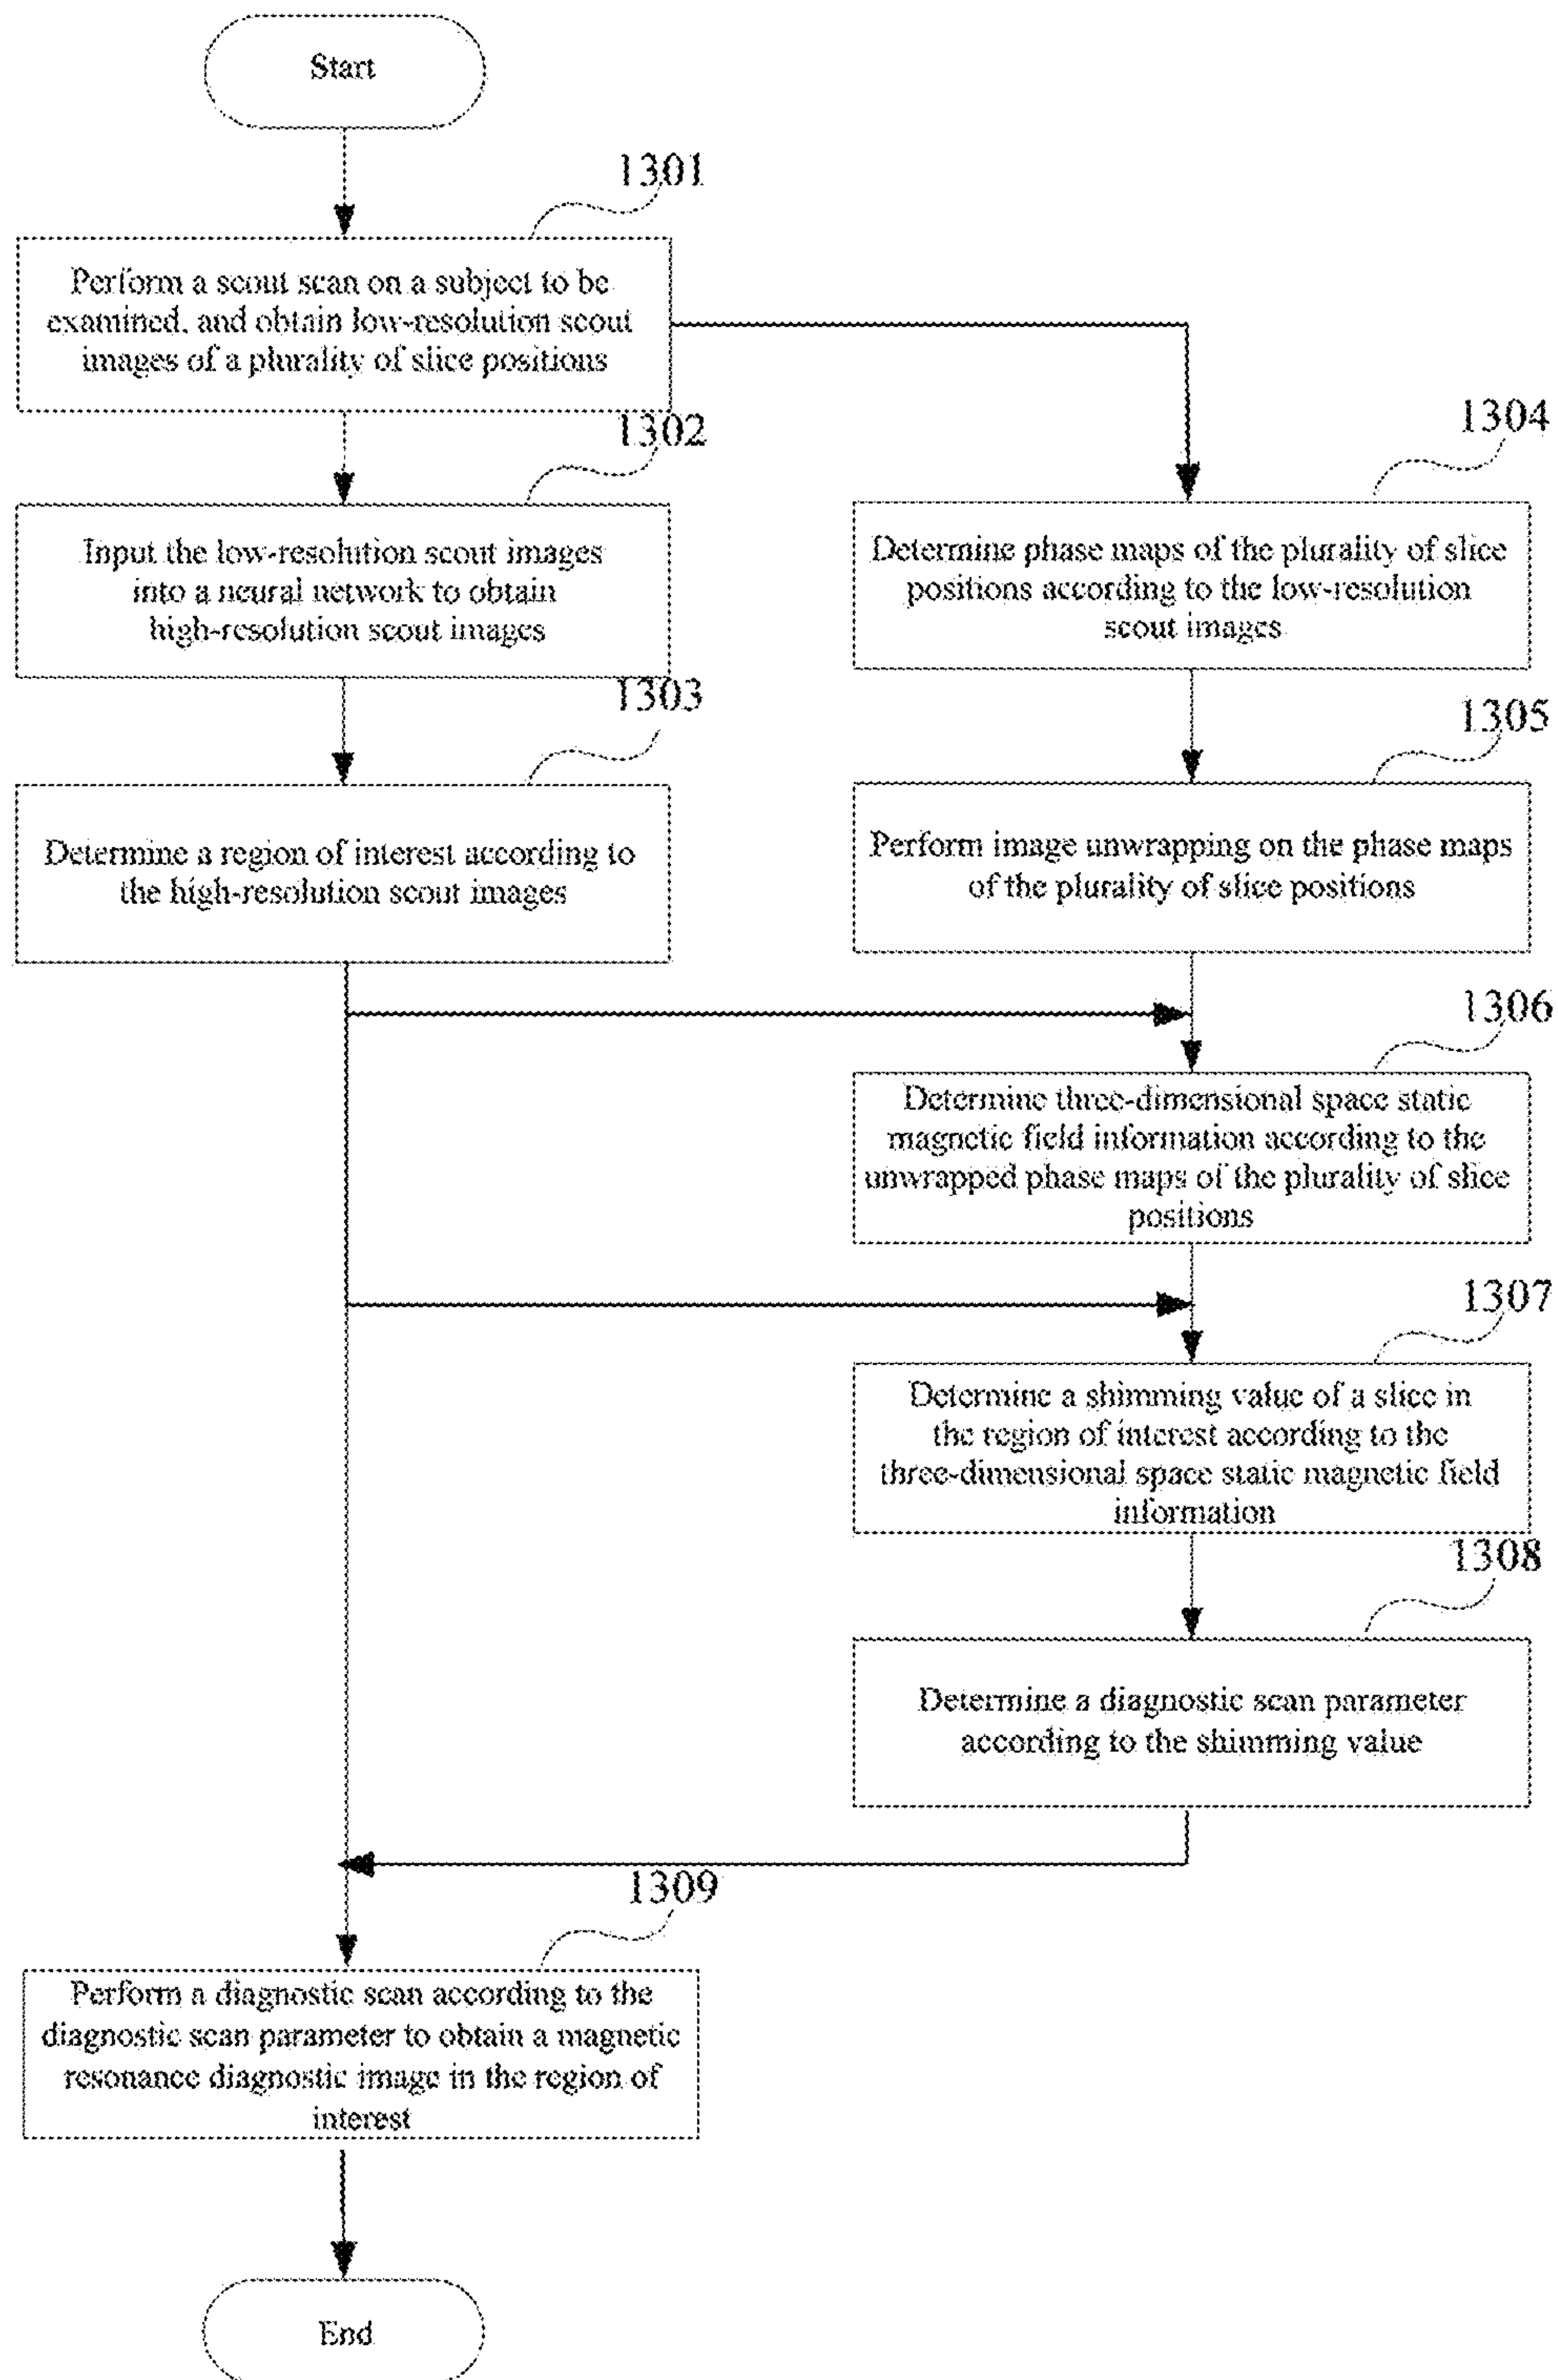 Start
1301
Perform a scout scan on a subject to be
examined, and obtain low-resolution scout
images of a plurality of slice positions
1302
Input the low-resolution scout images
into a neural network to obtain
high-resolution scout images
1303
Determine a region of interest according to
the high-resolution scout images
1304
Determine phase maps of the plurality of slice
positions according to the low-resolution
scout images
1305
Perform image unwrapping on the phase maps
of the plurality of slice positions
1306
Determine three-dimensional space static
magnetic field information according to the
unwrapped phase maps of the plurality of slice
positions
1307
Determine a shimming value of a slice in
the region of interest according to the
three-dimensional space static magnetic field
information
1308
Determine a diagnostic scan parameter
according to the shimming value
1309
Perform a diagnostic scan according to the
diagnostic scan parameter to obtain a magnetic
resonance diagnostic image in the region of
interest
End